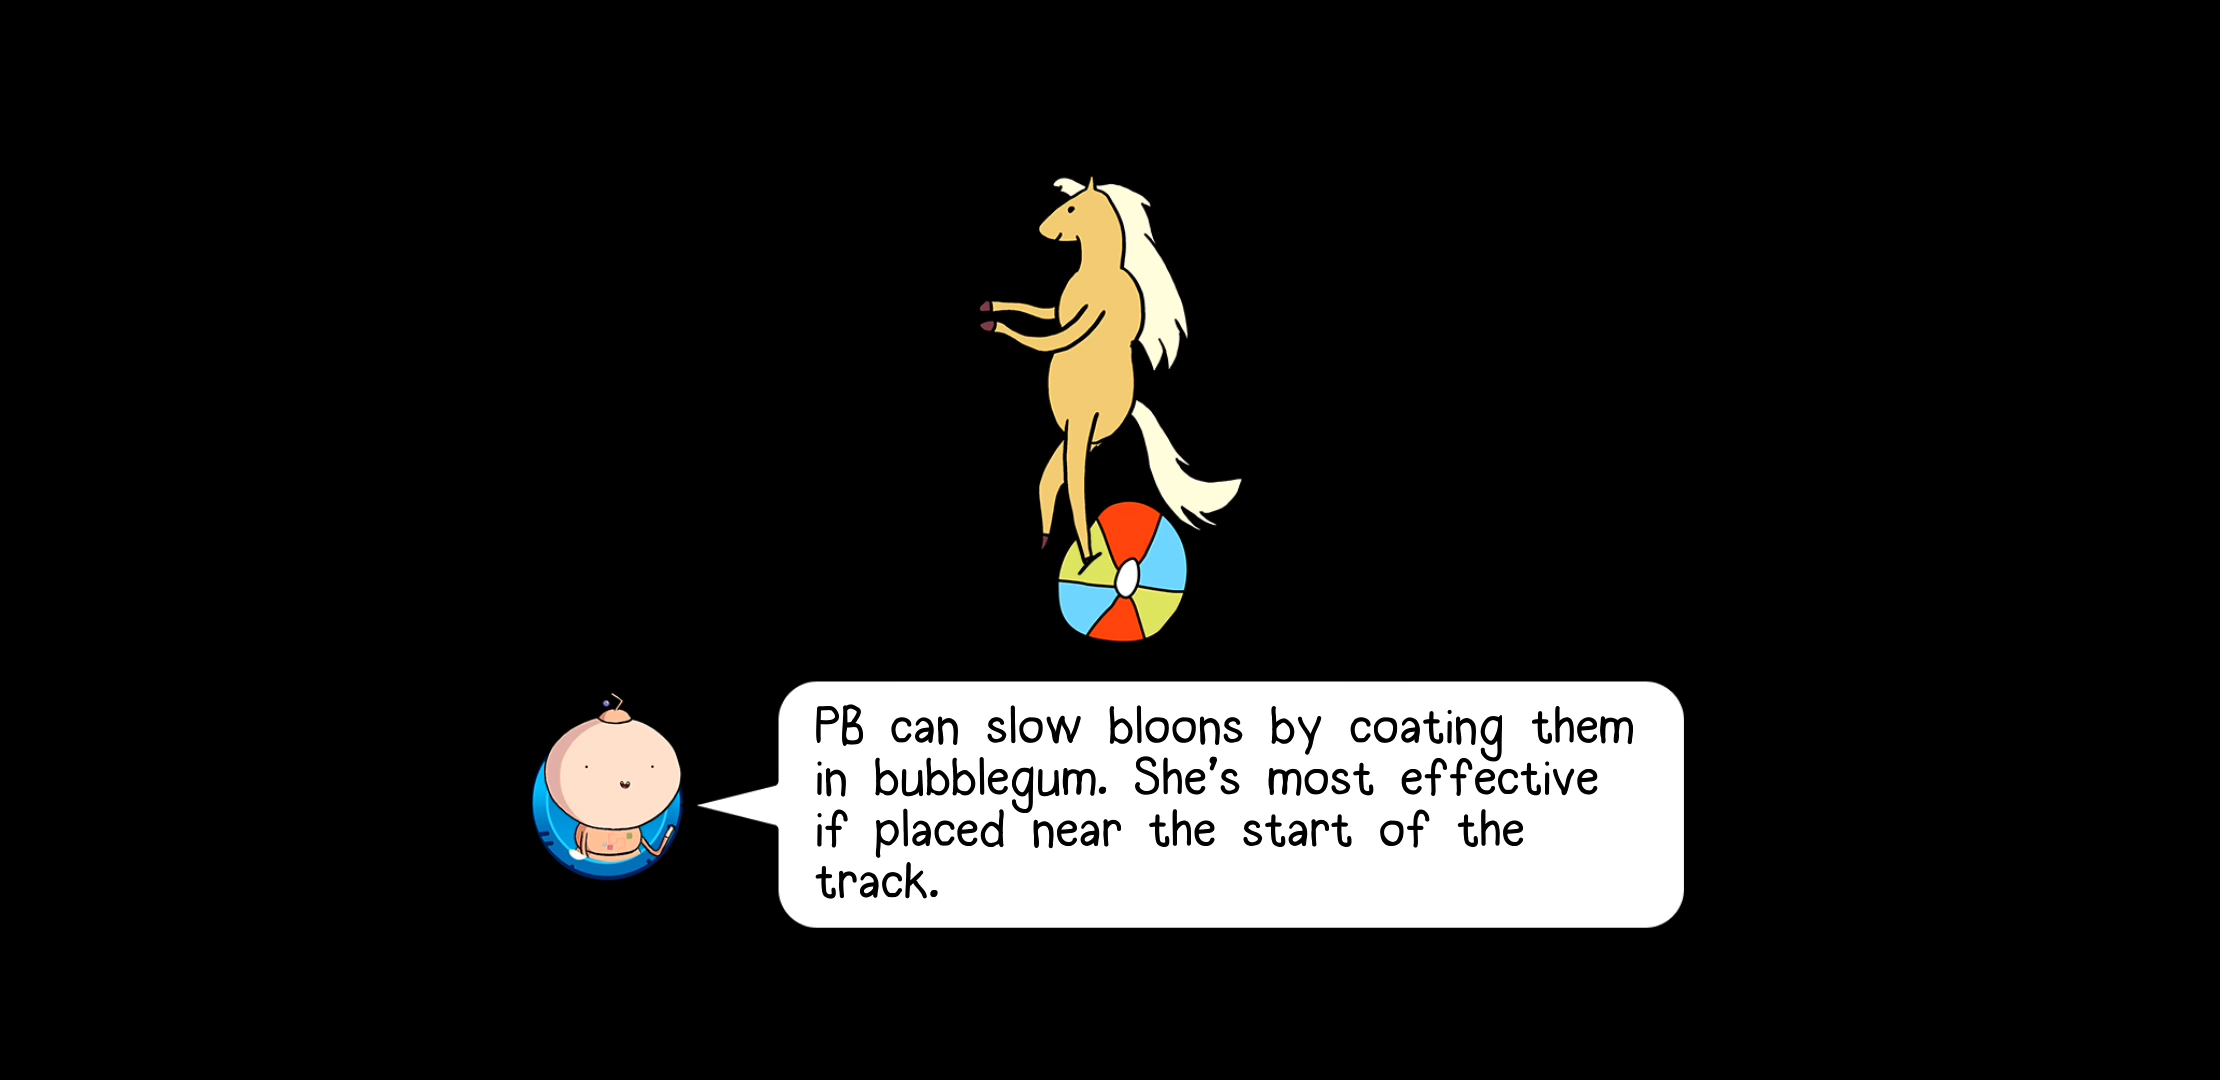 PB can slow bloons by coating them
in bubblegum. She's most effective
if placed near the start of the
track.